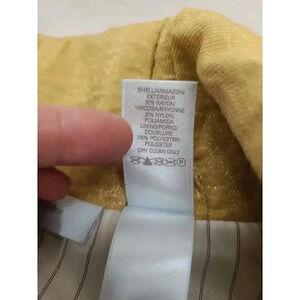 SHELL/ARMAZON/
EXTERIEUR
80% RAYON/
VISCOSA/RAYONNE
20% NYLON/
POLIAMIDA
LINING/FORRO/
DOUBLURE
100% POLYESTER/
POLIESTER
DRY CLEAN ONLY
P